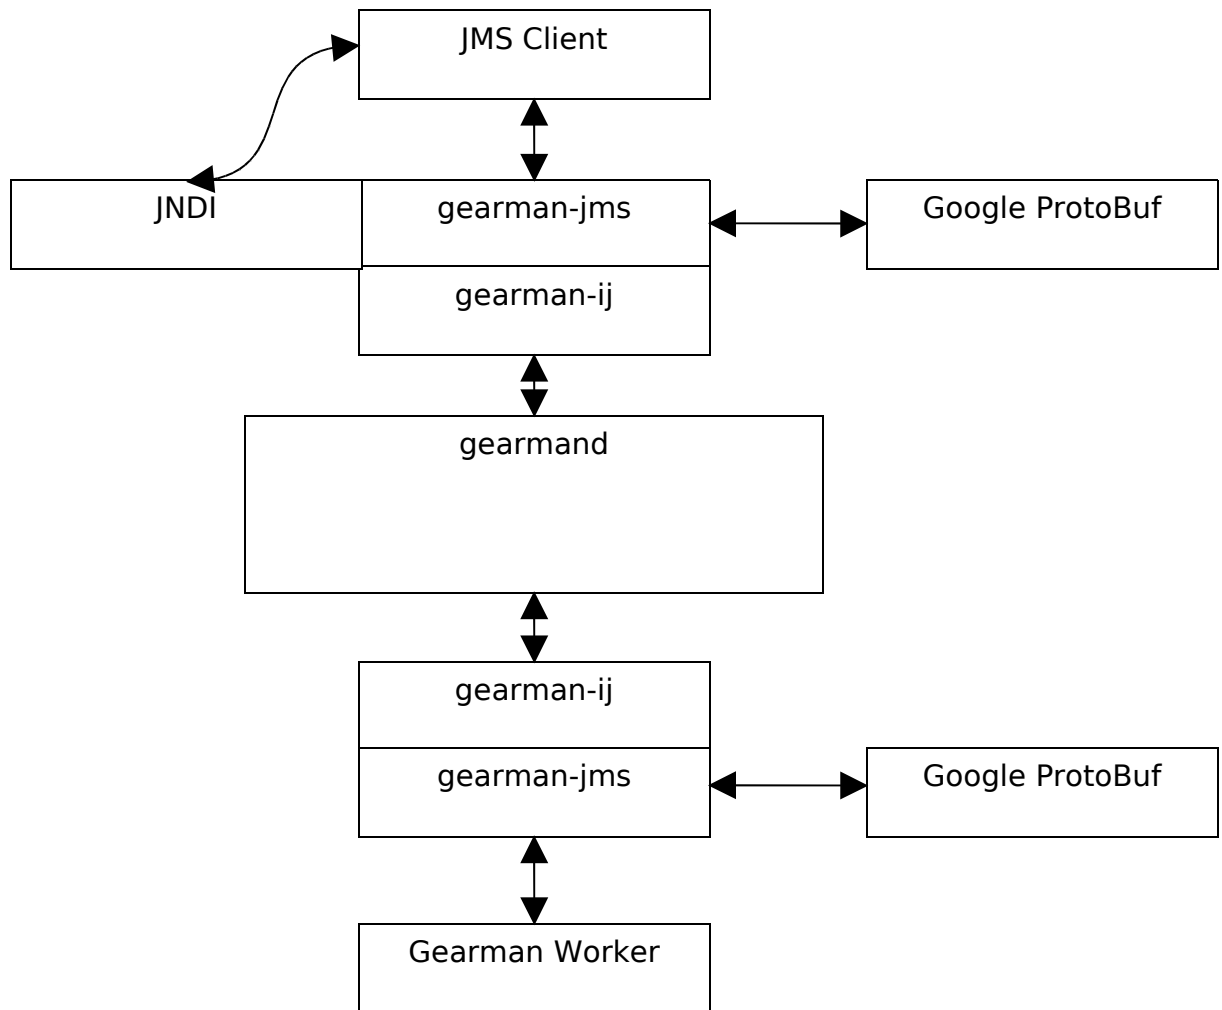 JMS Client
JNDI
gearman-jms
Google ProtoBuf
gearman-ij
gearmand
gearman-ij
gearman-jms
Google ProtoBuf
Gearman Worker